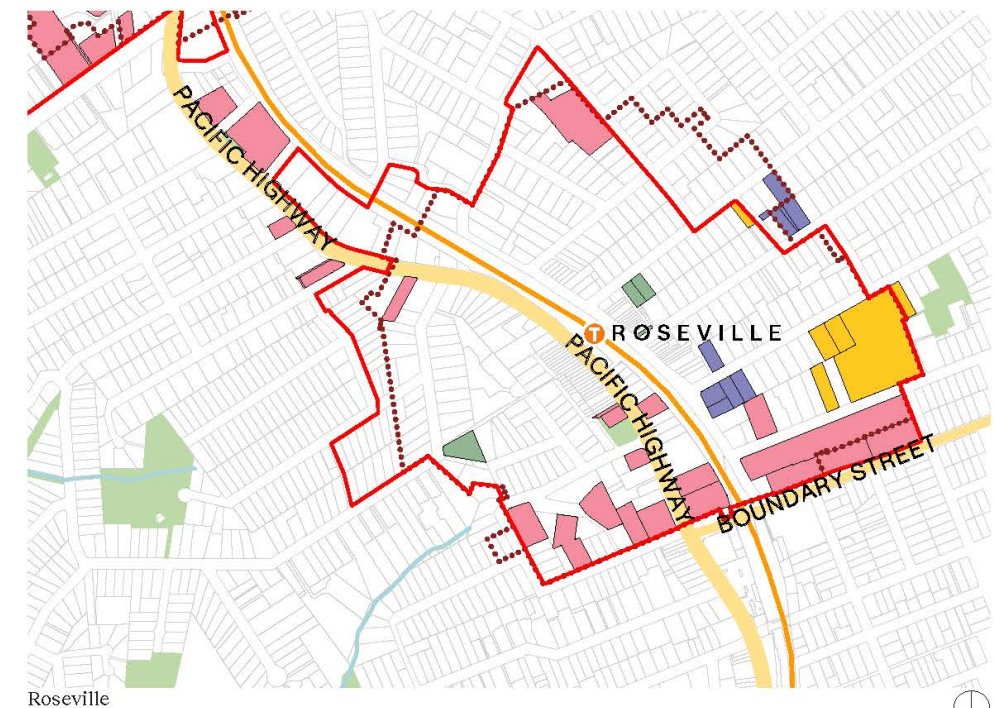 PACIFIC HIGHWAY
T ROSEVILLE
PACIFIC HIGHWAY
BOUNDARY STREET
Roseville